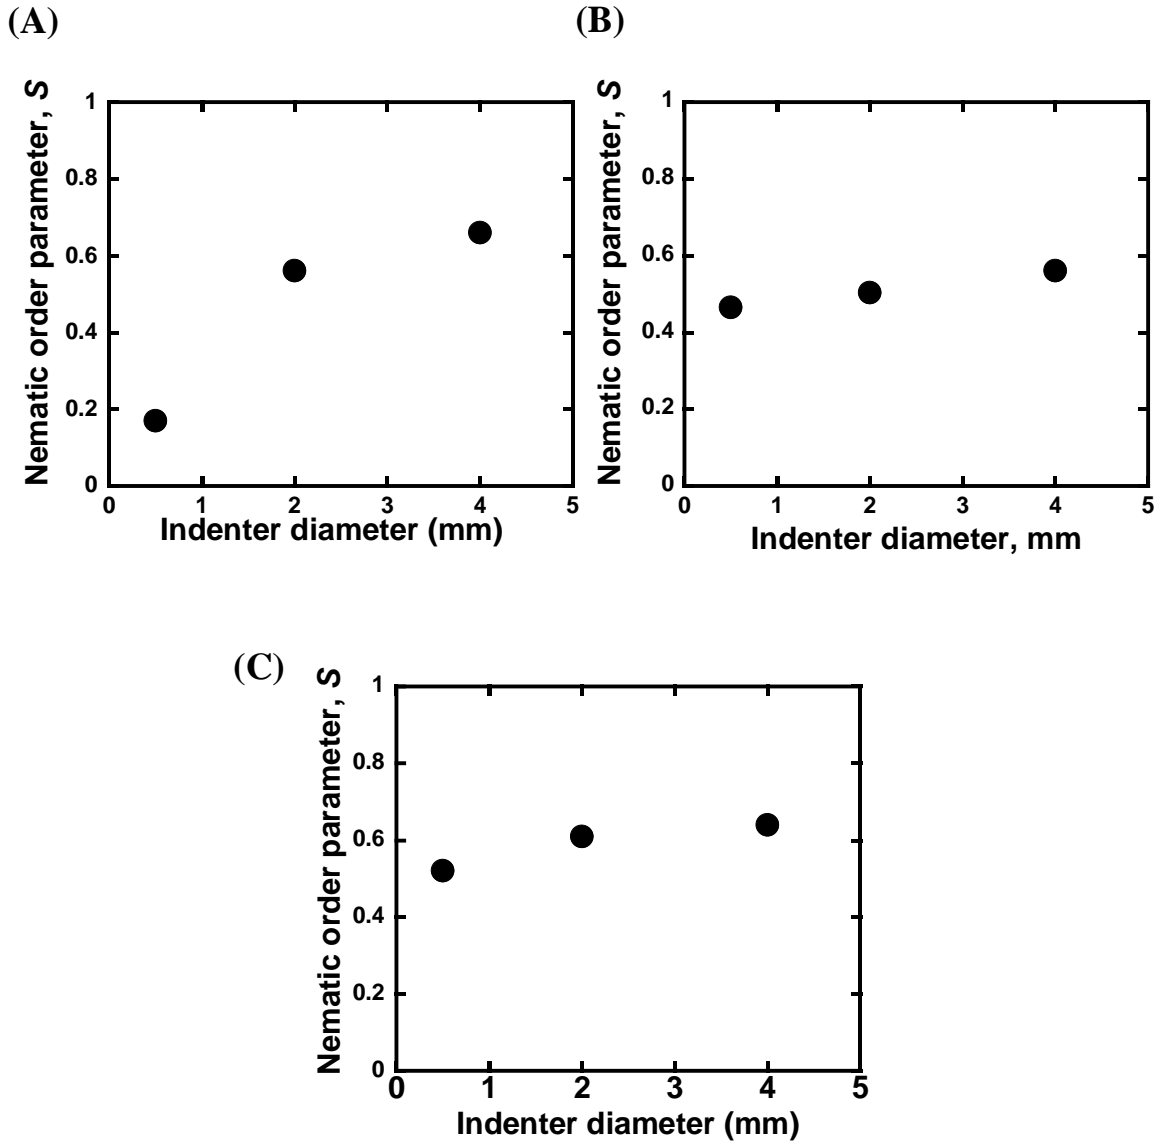 (A)
(B)
Nematic order parameter, S
1
0.8
0.6
0.4
0.2
0
0 1 2 3 4 5
Indenter diameter (mm)
Nematic order parameter, S
1
0.8
0.6
0.4
0.2
0
0 1 2 3 4 5
Indenter diameter, mm
(C)
Nematic order parameter, S
1
0.8
0.6
0.4
0.2
0
0 1 2 3 4 5
Indenter diameter (mm)